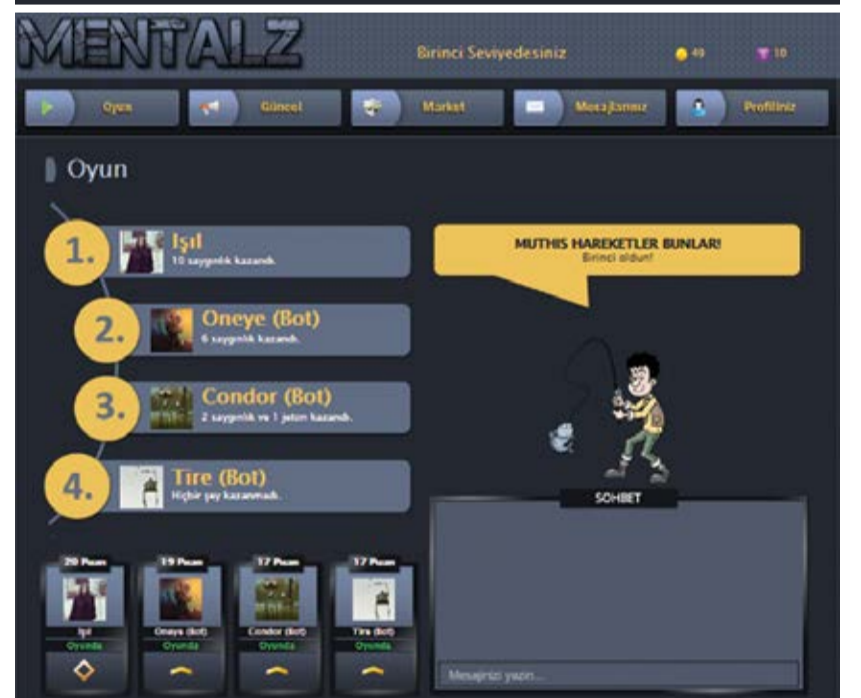 MENTALZ
Birinci Seviyedesiniz
49
10
Oyun
Güncel
Market
Mesajlarınız
Profiliniz
Oyun
1.
Işıl
10 saygınlık kazandı.
2.
Oneye (Bot)
6 saygınlık kazandı.
3.
Condor (Bot)
2 saygınlık ve 1 jeton kazandı.
4.
Tire (Bot)
Hiçbir şey kazanmadı.
MUTHIS HAREKETLER BUNLAR!
Birinci oldun!
SOHBET
Mesajınızı yazın...
20 Puan
Işıl
Oyunda
19 Puan
Oneye (Bot)
Oyunda
17 Puan
Condor (Bot)
Oyunda
17 Puan
Tire (Bot)
Oyunda